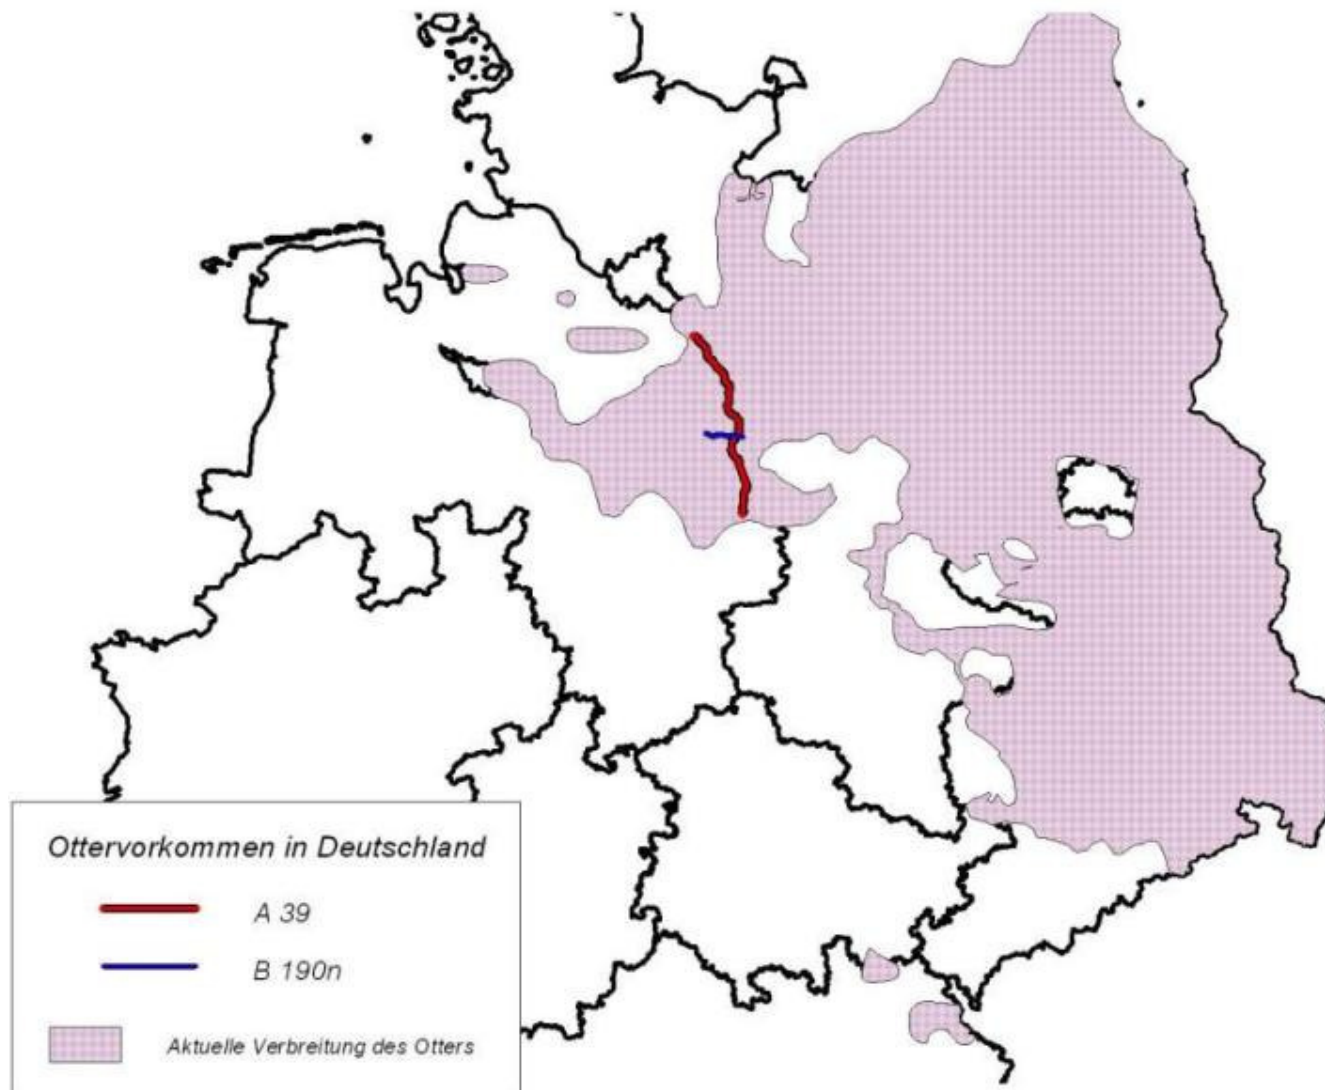 Ottervorkommen in Deutschland
A 39
B 190n
Aktuelle Verbreitung des Otters